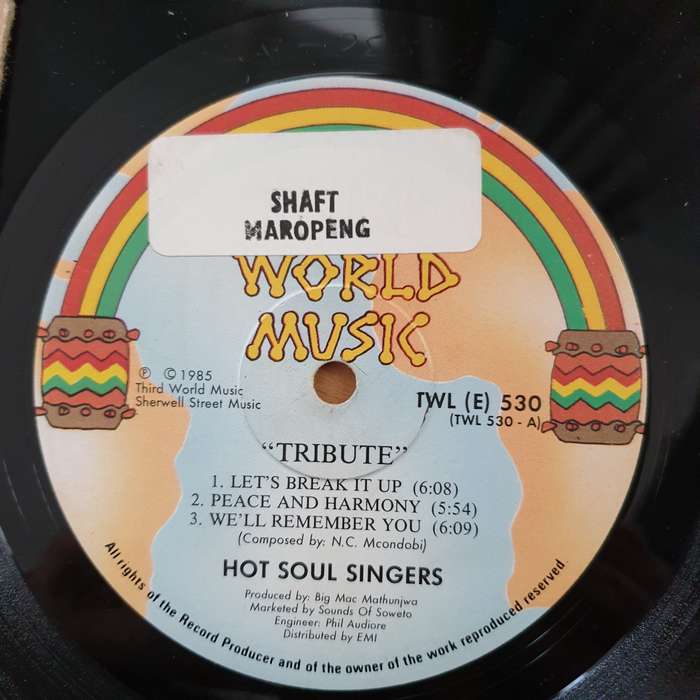 SHAFT
MAROPENG
WORLD
MUSIC
℗ © 1985
Third World Music
Sherwell Street Music
TWL (E) 530
(TWL 530 - A)
"TRIBUTE"
1. LET'S BREAK IT UP (6:08)
2. PEACE AND HARMONY (5:54)
3. WE'LL REMEMBER YOU (6:09)
(Composed by: N.C. Mcondobi)
HOT SOUL SINGERS
Produced by: Big Mac Mathunjwa
Marketed by Sounds Of Soweto
Engineer: Phil Audiore
Distributed by EMI
All rights of the Record Producer and of the owner of the work reproduced reserved